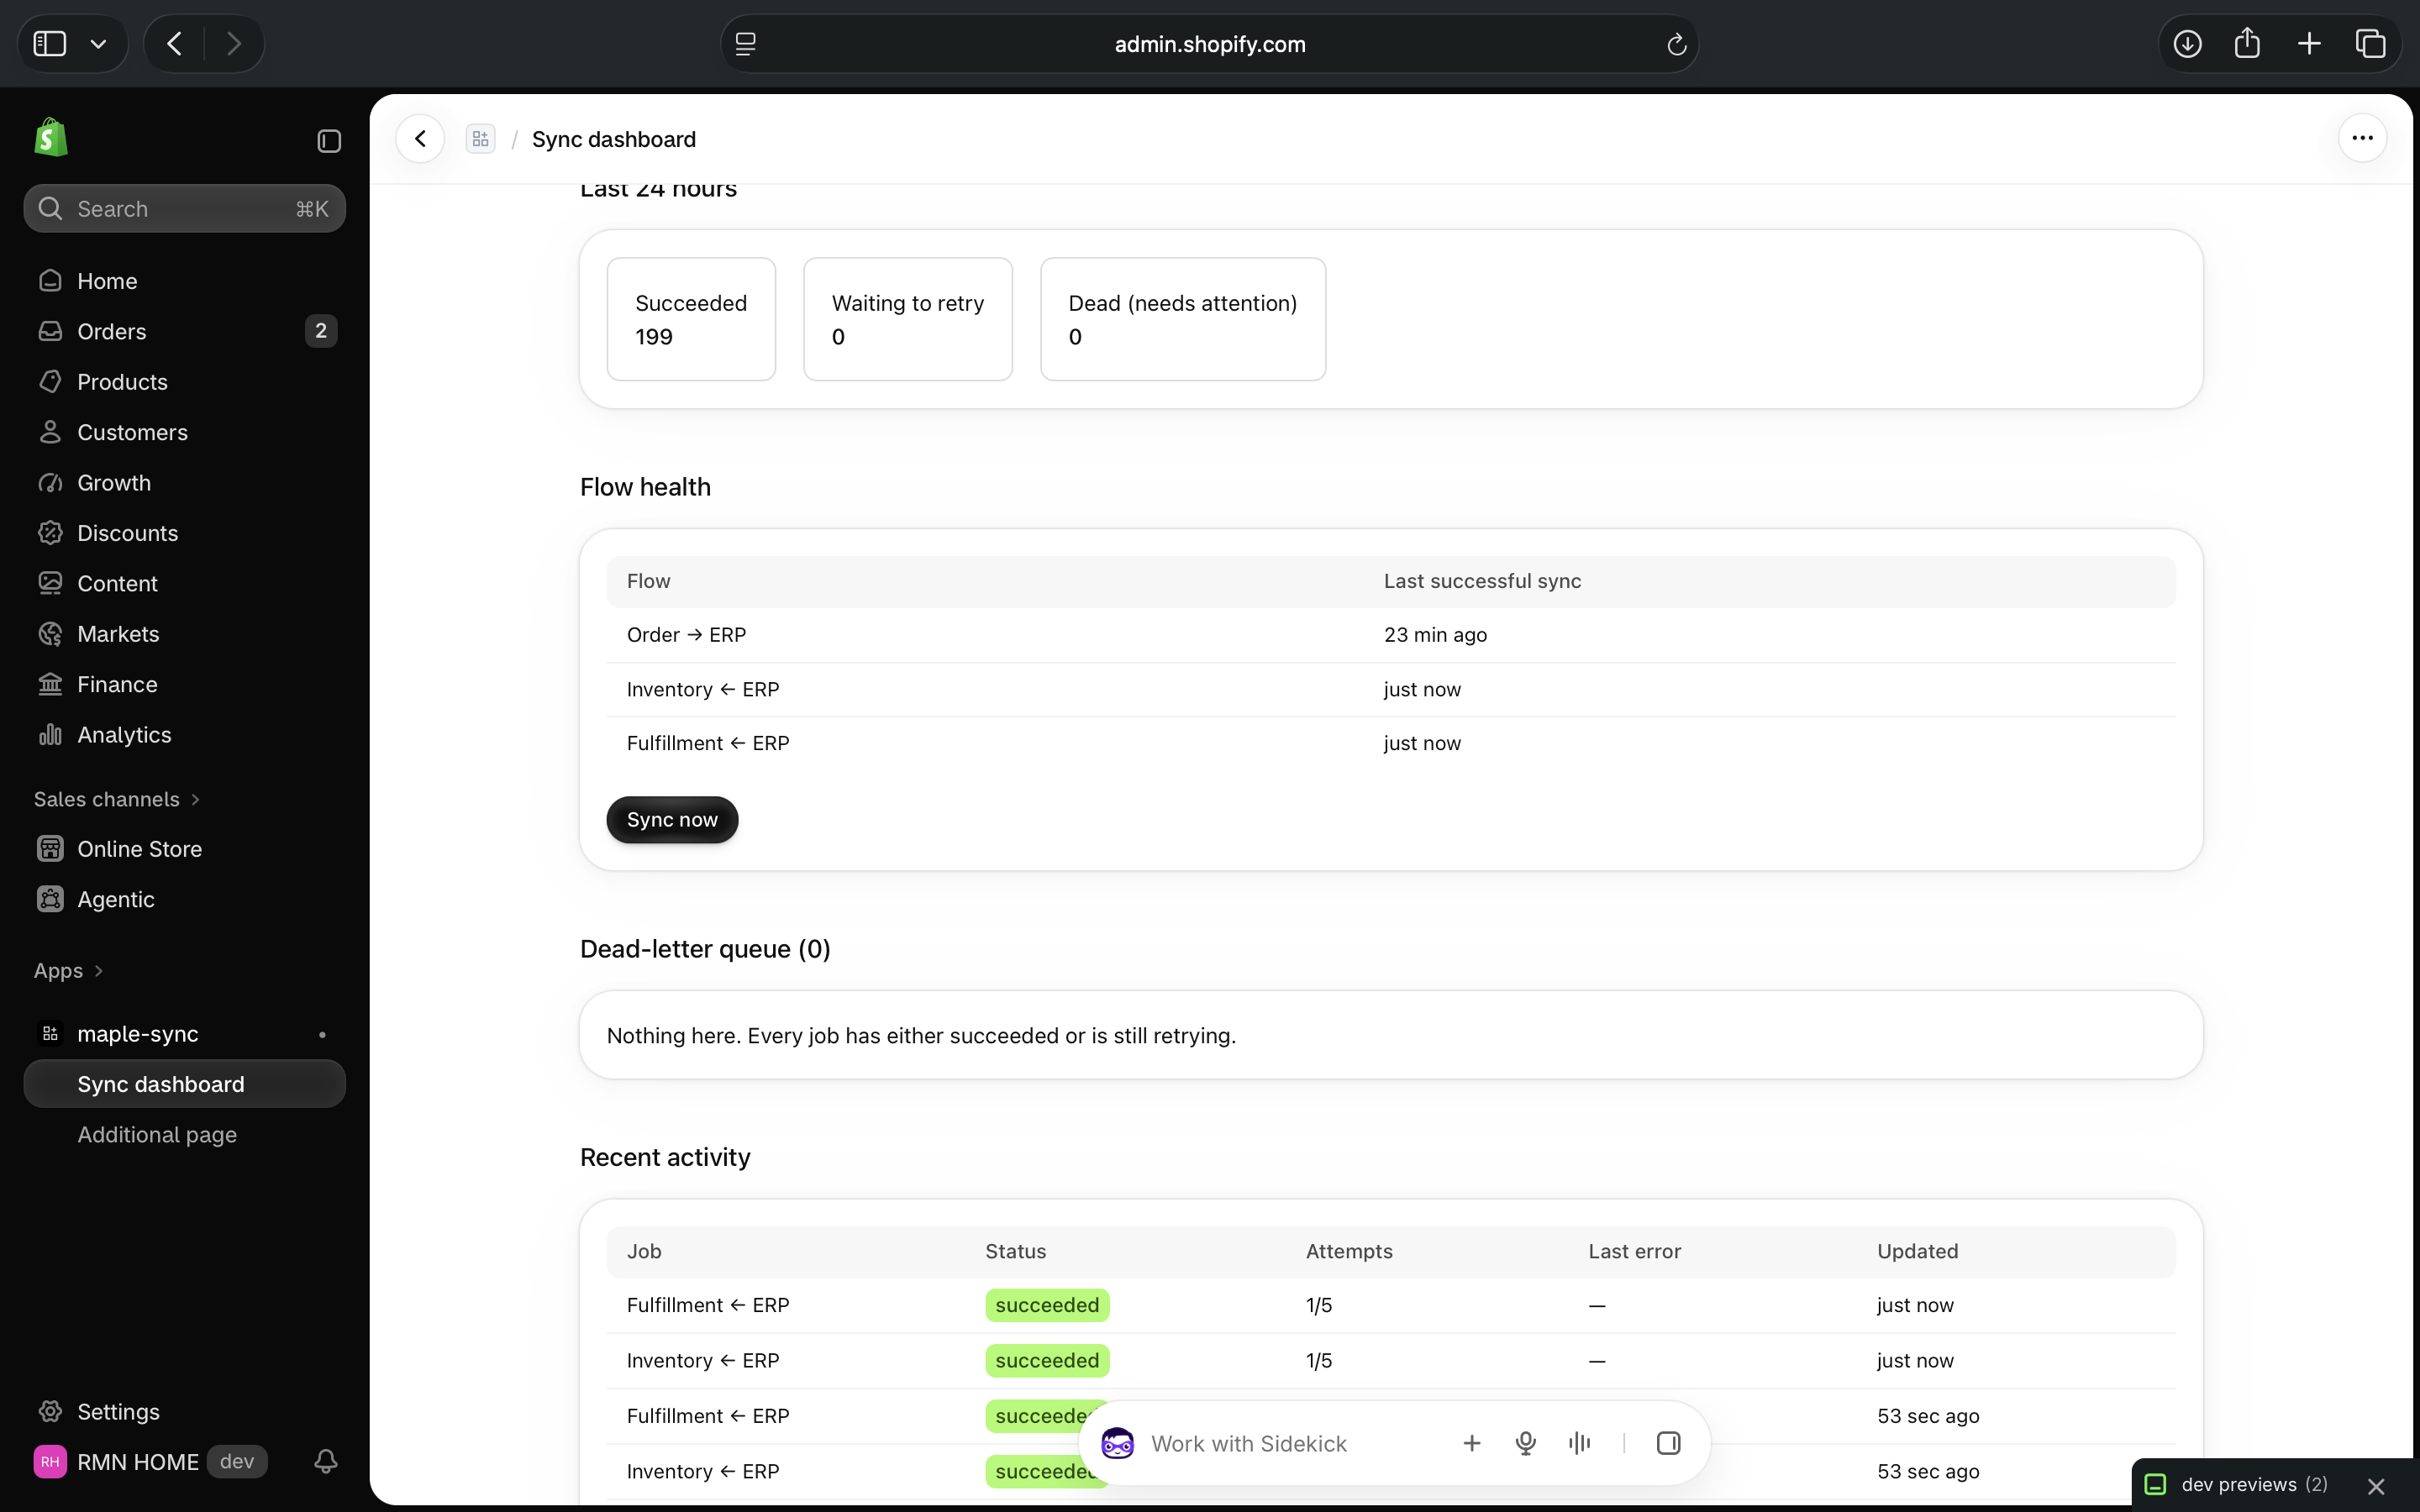 admin.shopify.com
Search ⌘K
Home
Orders 2
Products
Customers
Growth
Discounts
Content
Markets
Finance
Analytics
Sales channels
Online Store
Agentic
Apps
maple-sync
Sync dashboard
Additional page
Settings
RH RMN HOME dev
/ Sync dashboard
Last 24 hours
Succeeded
199
Waiting to retry
0
Dead (needs attention)
0
Flow health
Flow Last successful sync
Order → ERP 23 min ago
Inventory ← ERP just now
Fulfillment ← ERP just now
Sync now
Dead-letter queue (0)
Nothing here. Every job has either succeeded or is still retrying.
Recent activity
Job Status Attempts Last error Updated
Fulfillment ← ERP succeeded 1/5 — just now
Inventory ← ERP succeeded 1/5 — just now
Fulfillment ← ERP succeeded 53 sec ago
Inventory ← ERP succeeded 53 sec ago
Work with Sidekick
dev previews (2)